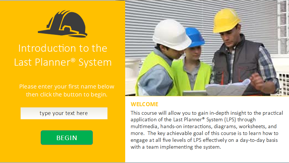 Introduction to the
Last Planner® System
Please enter your first name below
then click the button to begin.
type your text here
BEGIN
WELCOME
This course will allow you to gain in-depth insight to the practical
application of the Last Planner® System (LPS) through
multimedia, hands-on interactions, diagrams, worksheets, and
more. The key achievable goal of this course is to learn how to
engage at all five levels of LPS effectively on a day-to-day basis
with a team implementing the system.